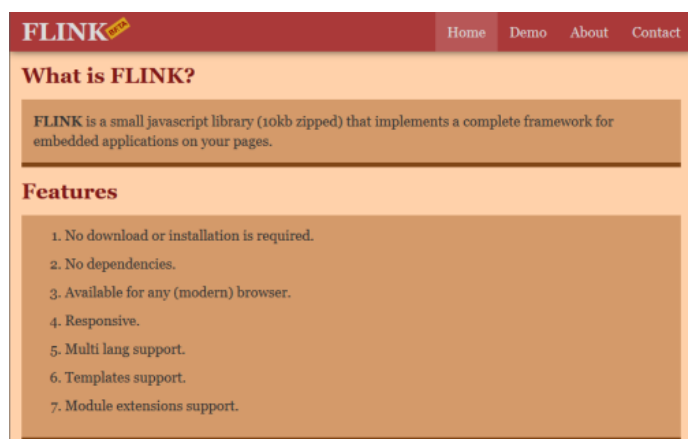 FLINK BETA
Home Demo About Contact
What is FLINK?
FLINK is a small javascript library (10kb zipped) that implements a complete framework for
embedded applications on your pages.
Features
1. No download or installation is required.
2. No dependencies.
3. Available for any (modern) browser.
4. Responsive.
5. Multi lang support.
6. Templates support.
7. Module extensions support.